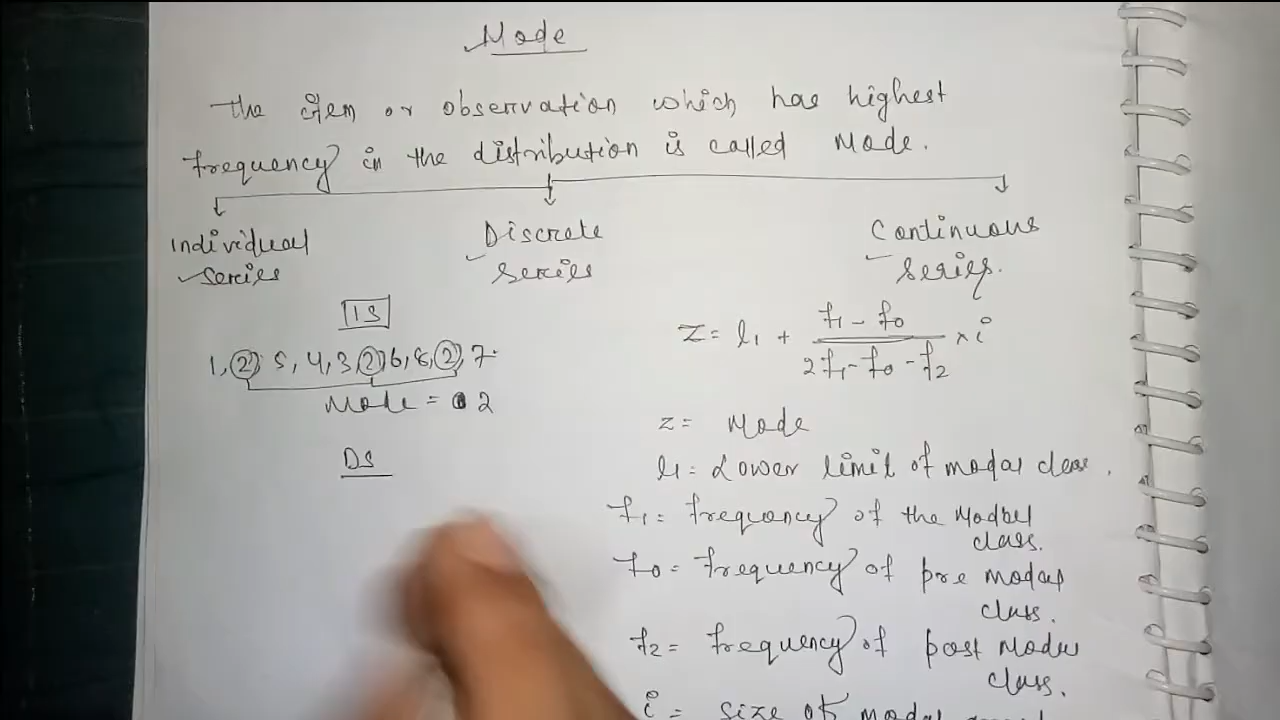 Mode
The item or observation which has highest
frequency in the distribution is called Mode.
Individual
Series
Discrete
Series
Continuous
Series.
IS
1, 2, 5, 4, 3, 2, 6, 8, 2, 7.
Mode = 2
DS
Z = l₁ + (f₁ - f₀) / (2f₁ - f₀ - f₂) × i
Z = Mode
l₁ = Lower limit of modal class.
f₁ = frequency of the Modal
class.
f₀ = frequency of pre modal
class.
f₂ = frequency of post Modal
class.
i = size of modal